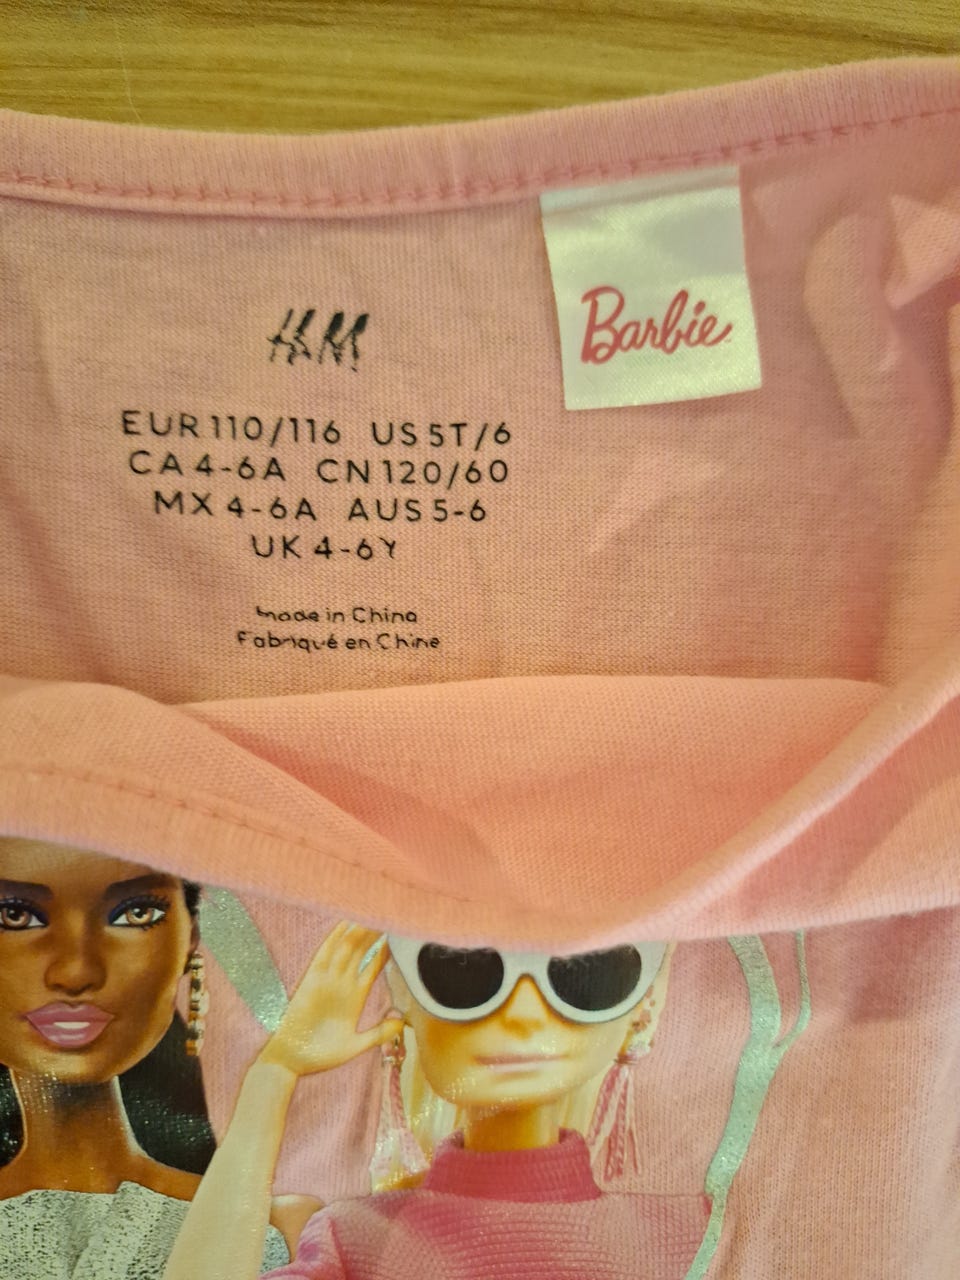 H&M
Barbie
EUR 110/116 US 5T/6
CA 4-6A CN 120/60
MX 4-6A AUS 5-6
UK 4-6Y
Made in China
Fabriqué en Chine